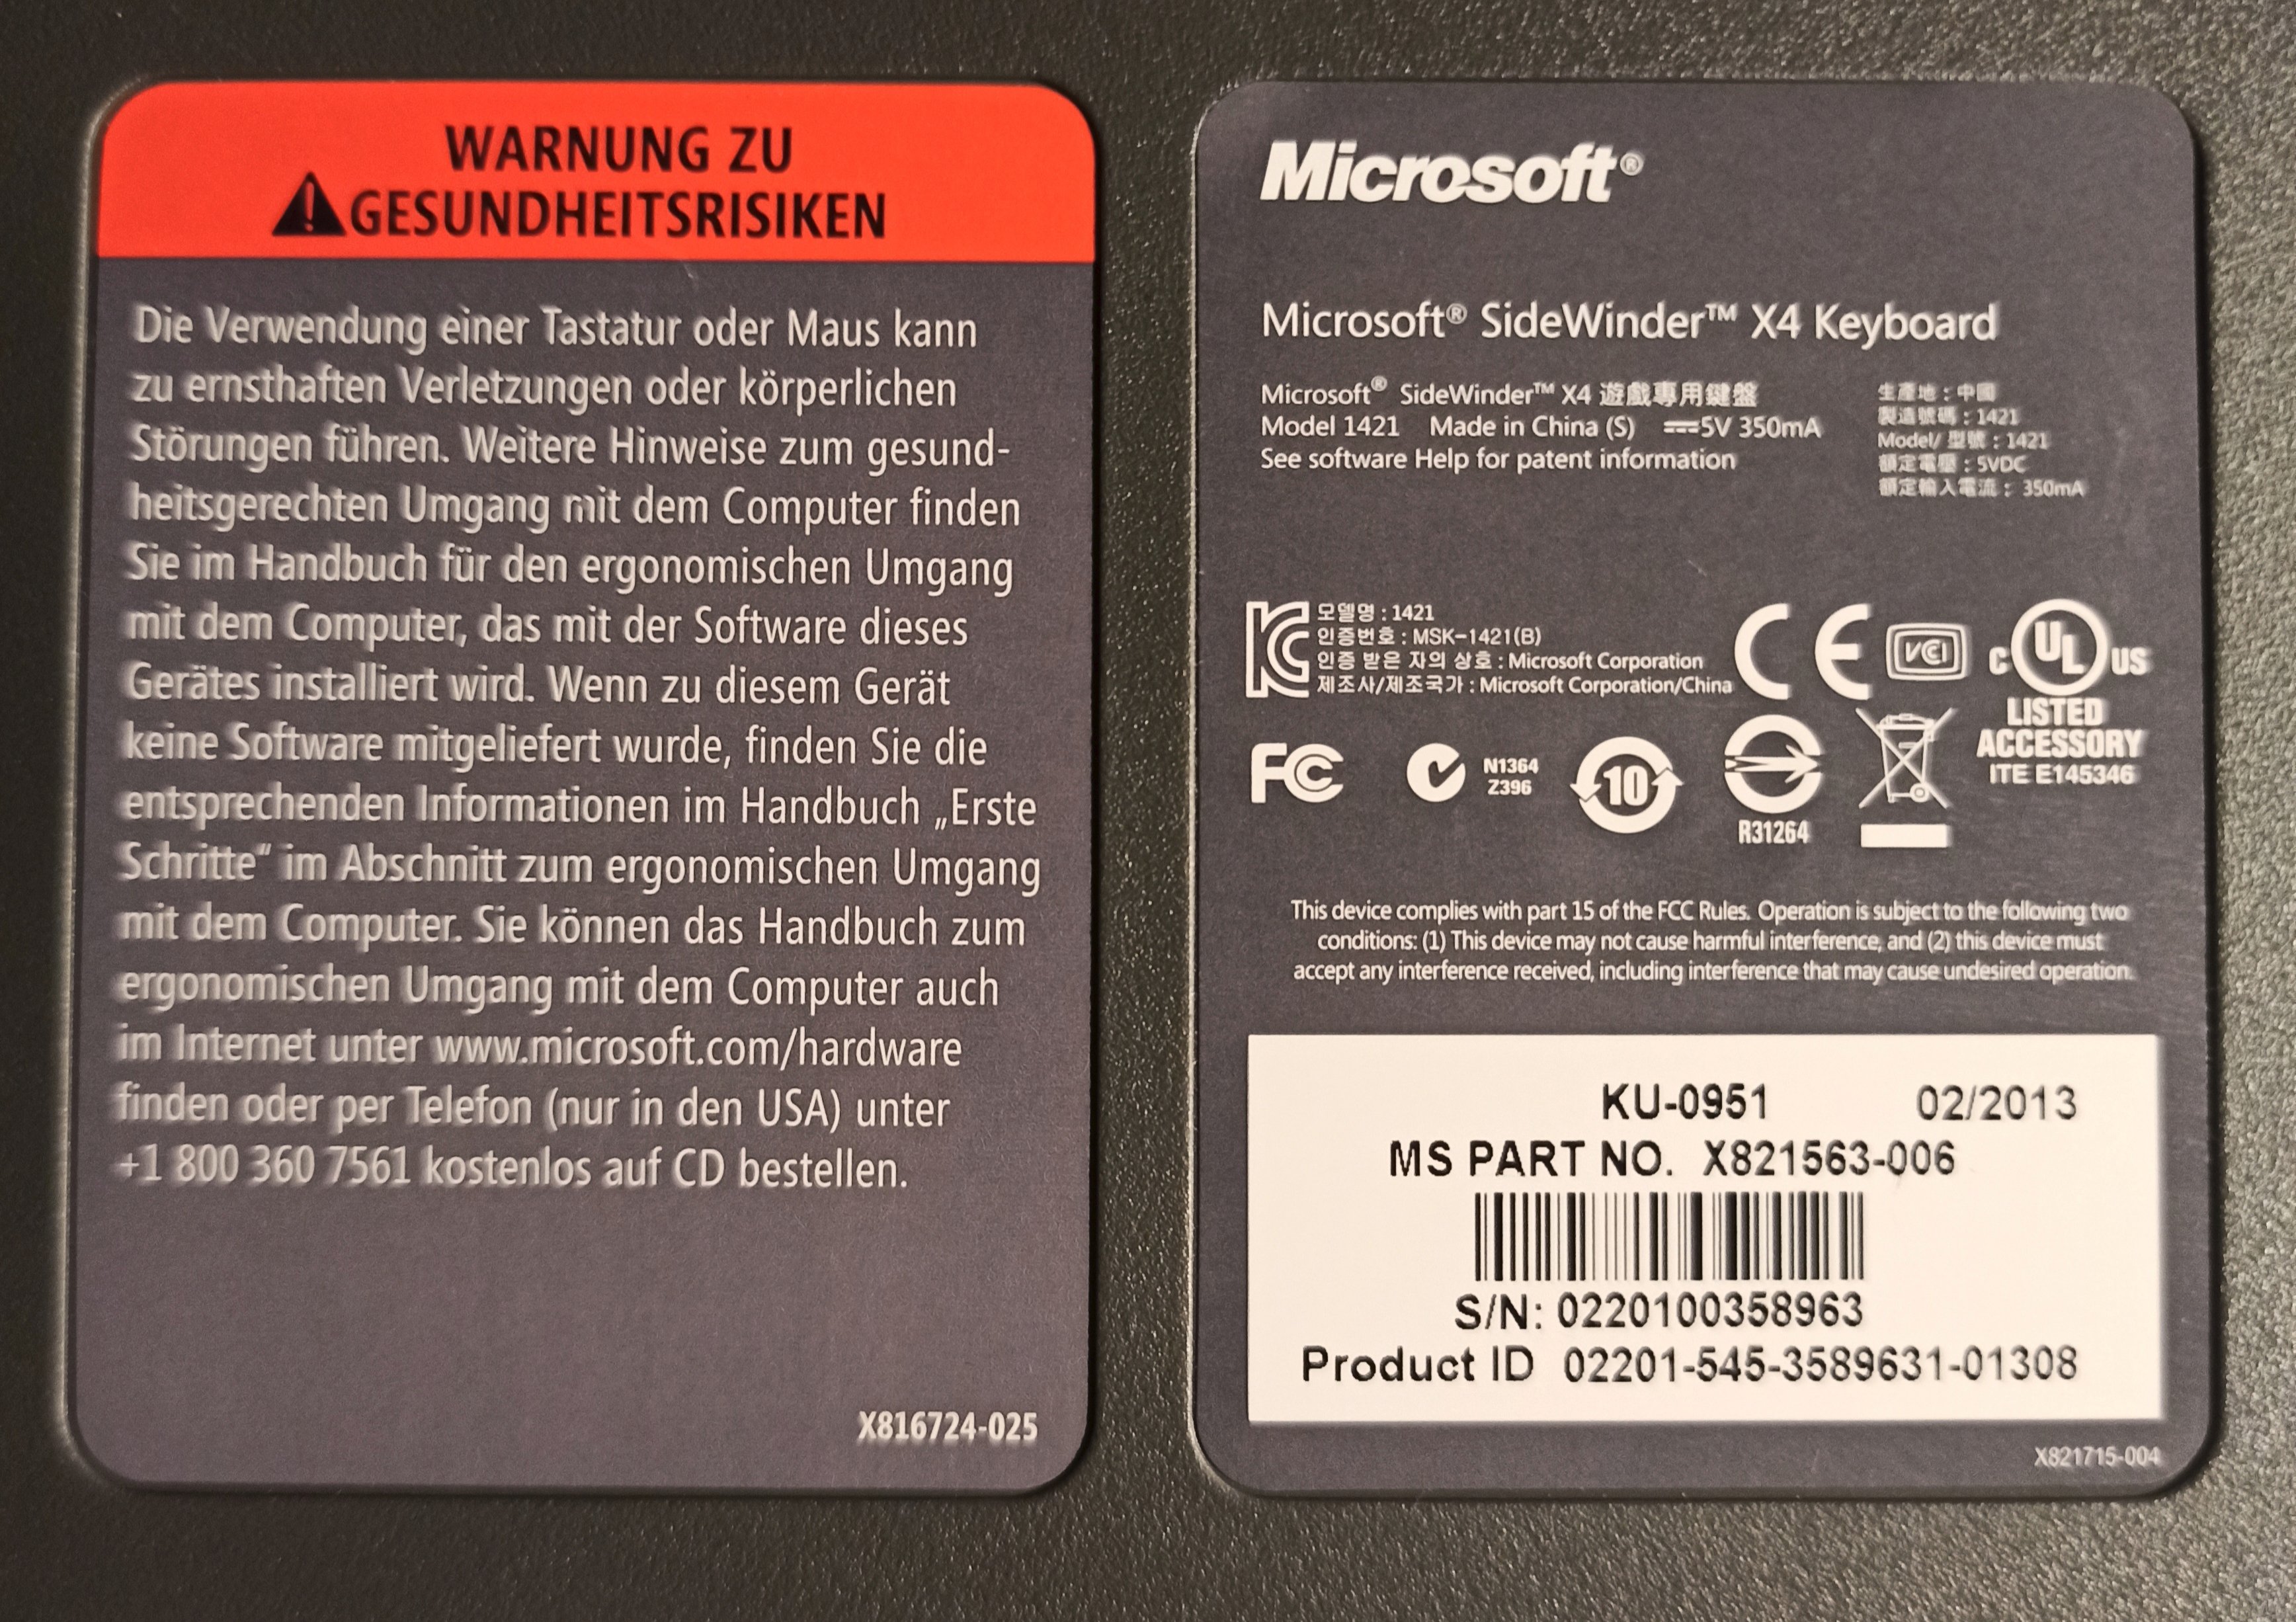 WARNUNG ZU
GESUNDHEITSRISIKEN
Die Verwendung einer Tastatur oder Maus kann
zu ernsthaften Verletzungen oder körperlichen
Störungen führen. Weitere Hinweise zum gesund-
heitsgerechten Umgang mit dem Computer finden
Sie im Handbuch für den ergonomischen Umgang
mit dem Computer, das mit der Software dieses
Gerätes installiert wird. Wenn zu diesem Gerät
keine Software mitgeliefert wurde, finden Sie die
entsprechenden Informationen im Handbuch „Erste
Schritte“ im Abschnitt zum ergonomischen Umgang
mit dem Computer. Sie können das Handbuch zum
ergonomischen Umgang mit dem Computer auch
im Internet unter www.microsoft.com/hardware
finden oder per Telefon (nur in den USA) unter
+1 800 360 7561 kostenlos auf CD bestellen.
X816724-025
Microsoft®
Microsoft® SideWinder™ X4 Keyboard
Microsoft® SideWinder™ X4 遊戲專用鍵盤
Model 1421 Made in China (S) ⎓5V 350mA
See software Help for patent information
生產地：中國
製造號碼：1421
Model/ 型號：1421
額定電壓：5VDC
額定輸入電流：350mA
KC
모델명 : 1421
인증번호 : MSK-1421(B)
인증 받은 자의 상호 : Microsoft Corporation
제조사/제조국가 : Microsoft Corporation/China
CE
VCI
c UL US
LISTED
ACCESSORY
ITE E145346
FC
N1364
Z396
10
R31264
This device complies with part 15 of the FCC Rules. Operation is subject to the following two
conditions: (1) This device may not cause harmful interference, and (2) this device must
accept any interference received, including interference that may cause undesired operation.
KU-0951 02/2013
MS PART NO. X821563-006
S/N: 0220100358963
Product ID 02201-545-3589631-01308
X821715-004